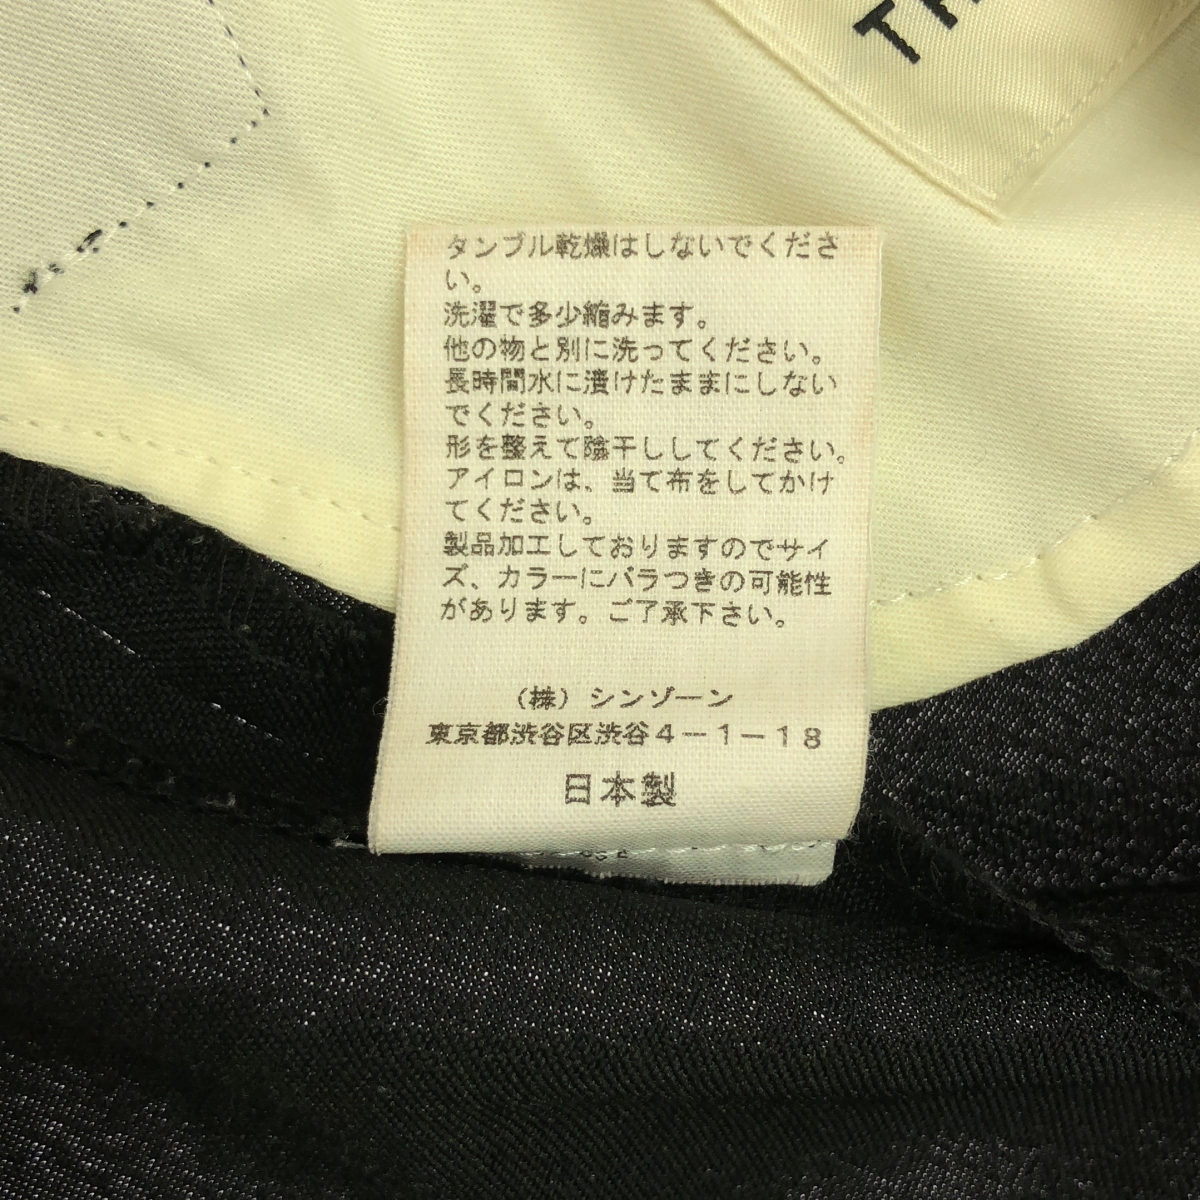 TH
タンブル乾燥はしないでくださ
い。
洗濯で多少縮みます。
他の物と別に洗ってください。
長時間水に漬けたままにしない
でください。
形を整えて陰干ししてください。
アイロンは、当て布をしてかけ
てください。
製品加工しておりますのでサイ
ズ、カラーにバラつきの可能性
があります。ご了承下さい。
（株）シンゾーン
東京都渋谷区渋谷４－１－１８
日本製